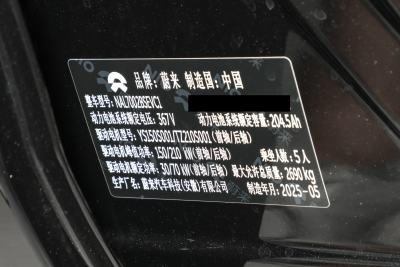 品牌: 蔚来 制造国: 中国
整车型号: NAL7002BSFVC1
动力电池系统额定电压: 367 V 动力电池系统额定容量: 204.5Ah
驱动电机型号: YS150S001/TZ210S001 (前轴/后轴)
驱动电机峰值功率: 150/210 kW(前轴/后轴) 乘坐人数: 5人
驱动电机额定功率: 30/70 kW(前轴/后轴) 最大允许总质量: 2690 kg
生产厂名: 蔚来汽车科技(安徽)有限公司 制造年月: 2025-05